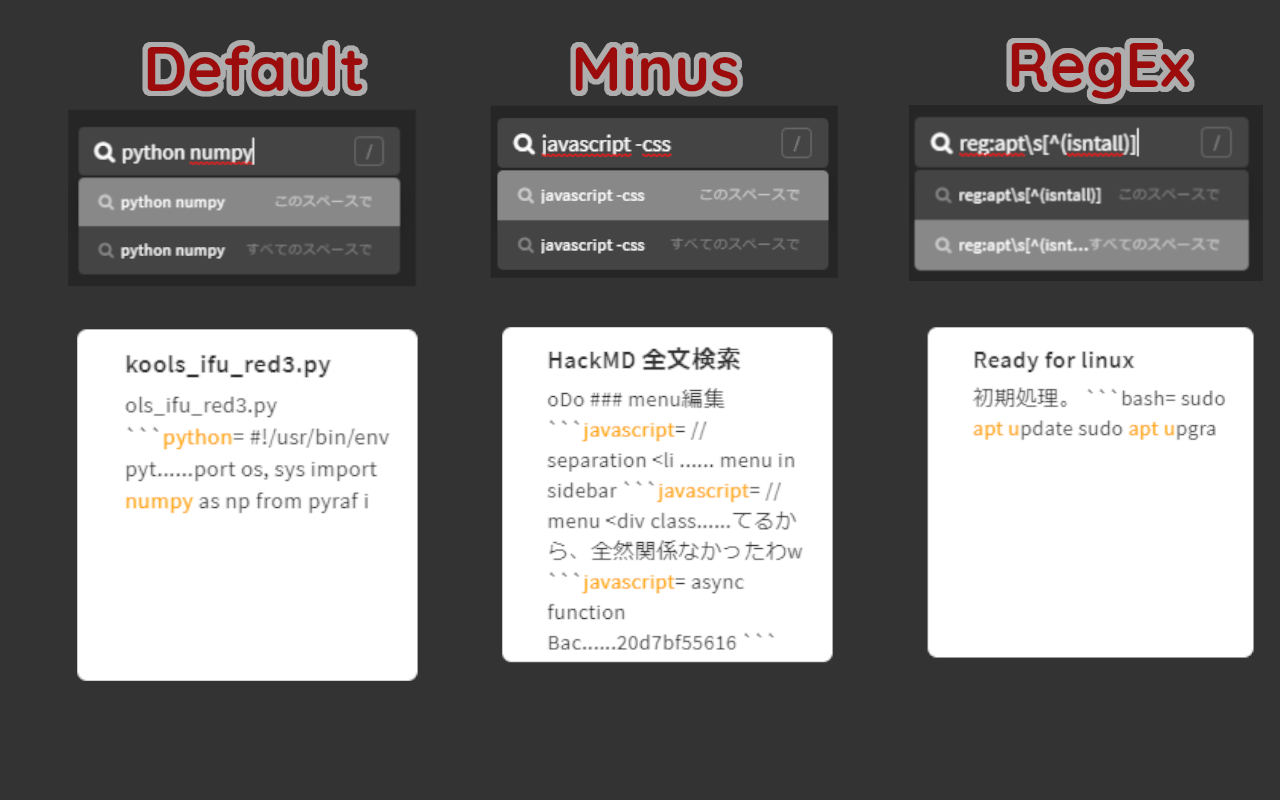 Default
python numpy
/
python numpy このスペースで
python numpy すべてのスペースで
kools_ifu_red3.py
ols_ifu_red3.py
```python= #!/usr/bin/env
pyt......port os, sys import
numpy as np from pyraf i
Minus
javascript -css
/
javascript -css このスペースで
javascript -css すべてのスペースで
HackMD 全文検索
oDo ### menu編集
```javascript= //
separation <li ...... menu in
sidebar ```javascript= //
menu <div class......てるか
ら、全然関係なかったわw
```javascript= async
function
Bac......20d7bf55616 ```
RegEx
reg:apt\s[^(isntall)]
/
reg:apt\s[^(isntall)] このスペースで
reg:apt\s[^(isnt...すべてのスペースで
Ready for linux
初期処理。 ```bash= sudo
apt update sudo apt upgra